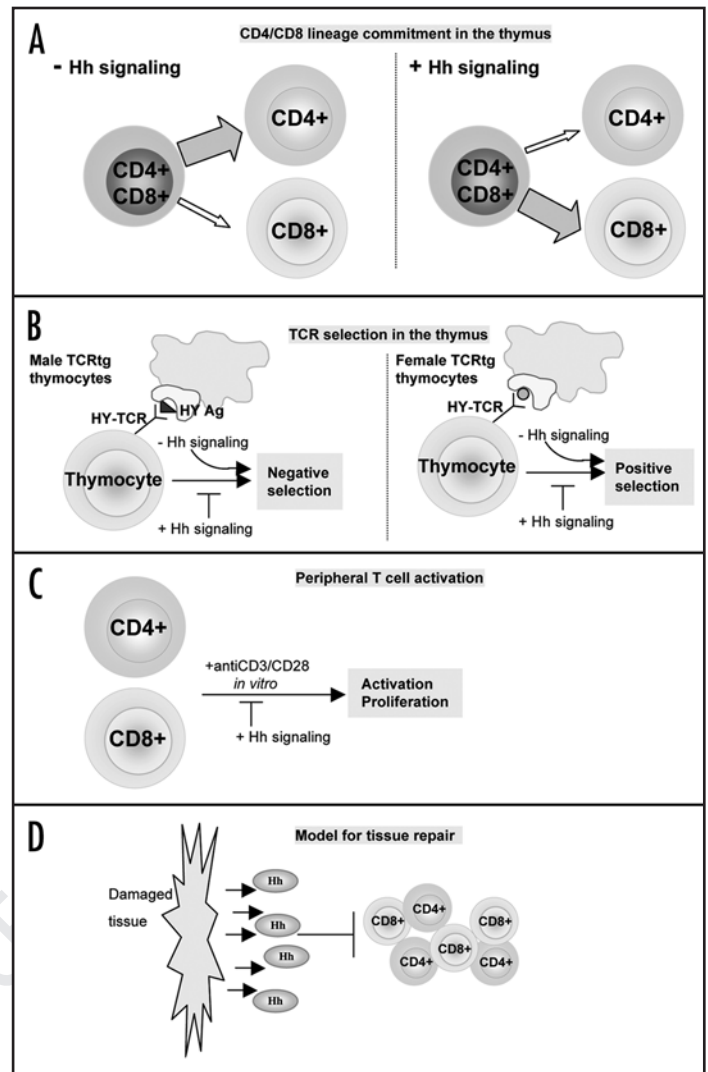 A
CD4/CD8 lineage commitment in the thymus
- Hh signaling
+ Hh signaling
CD4+
CD8+
CD4+
CD8+
CD4+
CD8+
CD4+
CD8+
B
TCR selection in the thymus
Male TCRtg
thymocytes
HY-TCR
HY Ag
- Hh signaling
Thymocyte
Negative
selection
+ Hh signaling
Female TCRtg
thymocytes
HY-TCR
- Hh signaling
Thymocyte
Positive
selection
+ Hh signaling
C
Peripheral T cell activation
CD4+
CD8+
+antiCD3/CD28
in vitro
+ Hh signaling
Activation
Proliferation
D
Model for tissue repair
Damaged
tissue
Hh
Hh
Hh
Hh
Hh
CD8+
CD4+
CD8+
CD4+
CD8+
CD4+